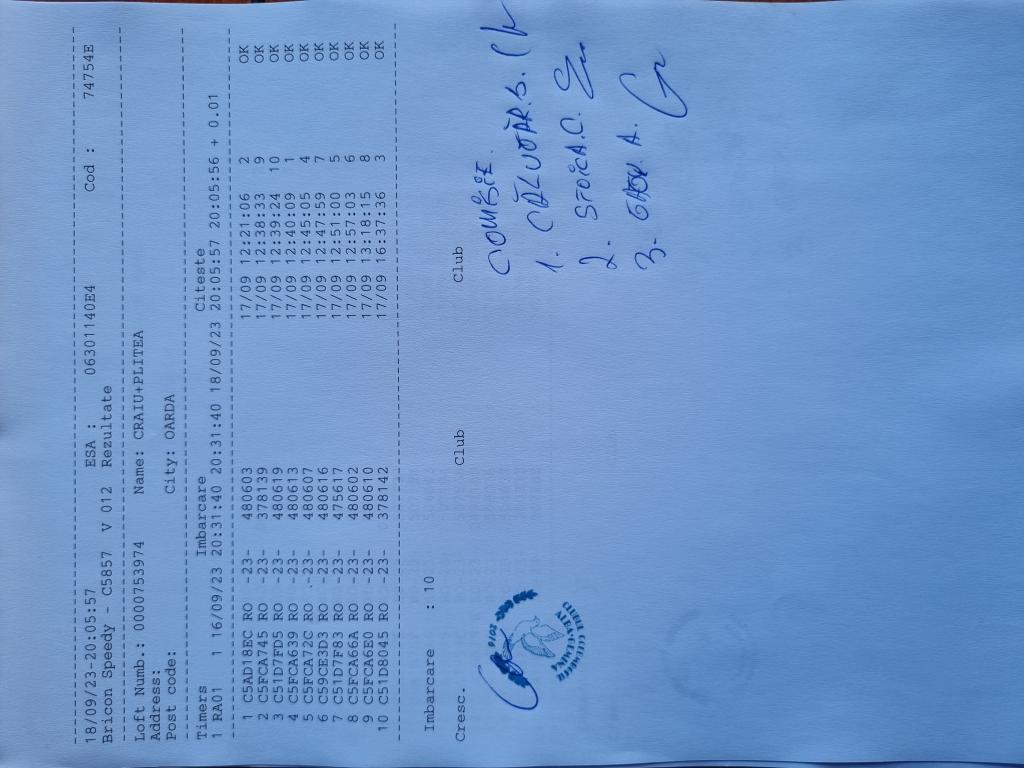 18/09/23-20:05:57 ESA : 06301140E4 Cod : 74754E
Bricon Speedy - C5857 V 012 Rezultate
Loft Numb.: 0000753974 Name: CRAIU+PLITEA
Address:
Post code: City: OARDA
Timers Imbarcare Citeste
1 RA01 1 16/09/23 20:31:40 20:31:40 18/09/23 20:05:57 20:05:56 + 0.01
1 C5AD18EC RO -23- 480603 17/09 12:21:06 2 OK
2 C5FCA745 RO -23- 378139 17/09 12:38:33 9 OK
3 C51D7FD5 RO -23- 480619 17/09 12:39:24 10 OK
4 C5FCA639 RO -23- 480613 17/09 12:40:09 1 OK
5 C5FCA72C RO -23- 480607 17/09 12:45:05 4 OK
6 C59CE3D3 RO -23- 480616 17/09 12:47:59 7 OK
7 C51D7F83 RO -23- 475617 17/09 12:51:00 5 OK
8 C5FCA66A RO -23- 480602 17/09 12:57:03 6 OK
9 C5FCA6E0 RO -23- 480610 17/09 13:18:15 8 OK
10 C51D8045 RO -23- 378142 17/09 16:37:36 3 OK
Imbarcare : 10
Cresc. Club Club
1. CĂLUȚĂR.S.
2. STOICA.C.
3. A.
2016
CLUBUL COLUMBOFIL
ALBA GEMINA